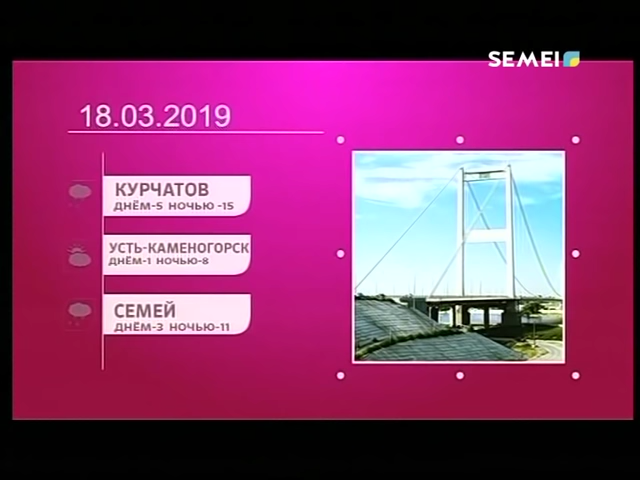 SEMEI
18.03.2019
КУРЧАТОВ
ДНЁМ-5 НОЧЬЮ -15
УСТЬ-КАМЕНОГОРСК
ДНЁМ-1 НОЧЬЮ-8
СЕМЕЙ
ДНЁМ-3 НОЧЬЮ-11